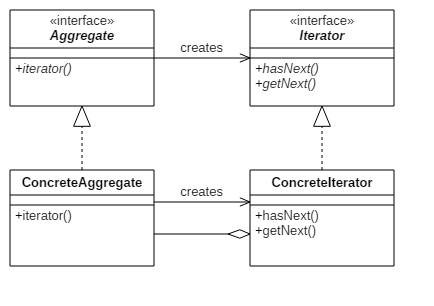 «interface»
Aggregate
+iterator()
creates
«interface»
Iterator
+hasNext()
+getNext()
ConcreteAggregate
+iterator()
creates
ConcreteIterator
+hasNext()
+getNext()